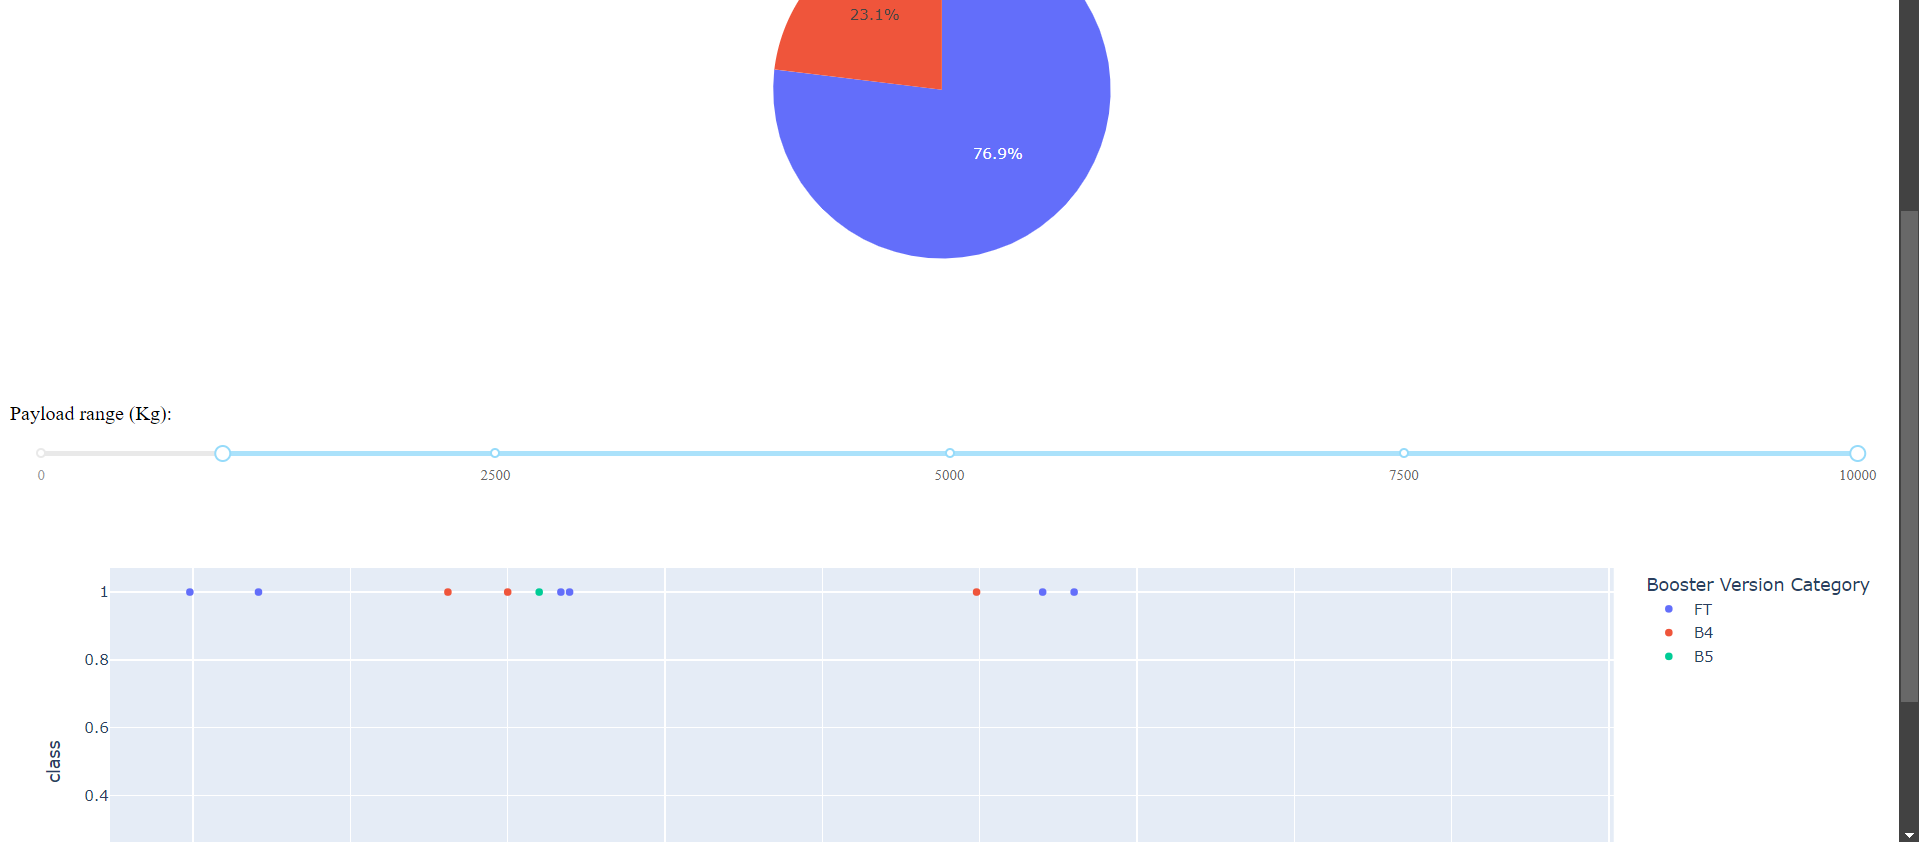 23.1%
76.9%
Payload range (Kg):
0 2500 5000 7500 10000
1
0.8
0.6
0.4
class
Booster Version Category
FT
B4
B5